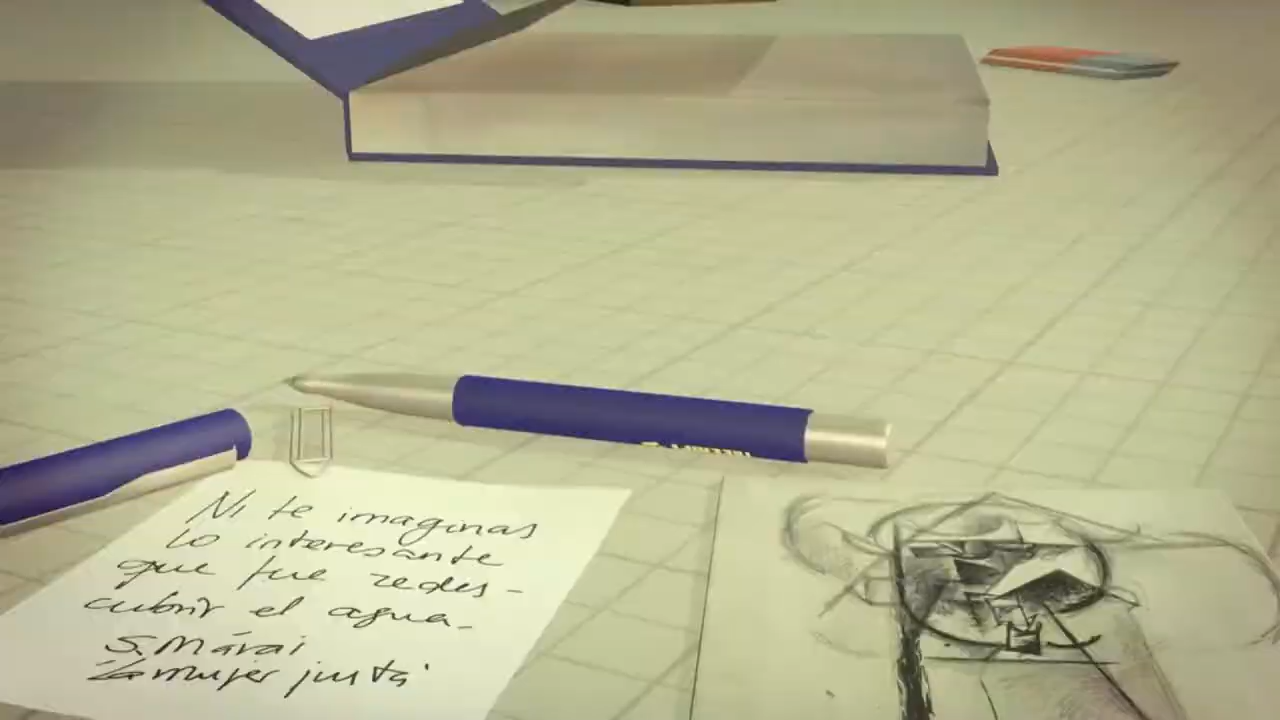 Ni te imaginas
lo interesante
que fue redes-
cubrir el agua.
S. Márai
"La mujer justa"